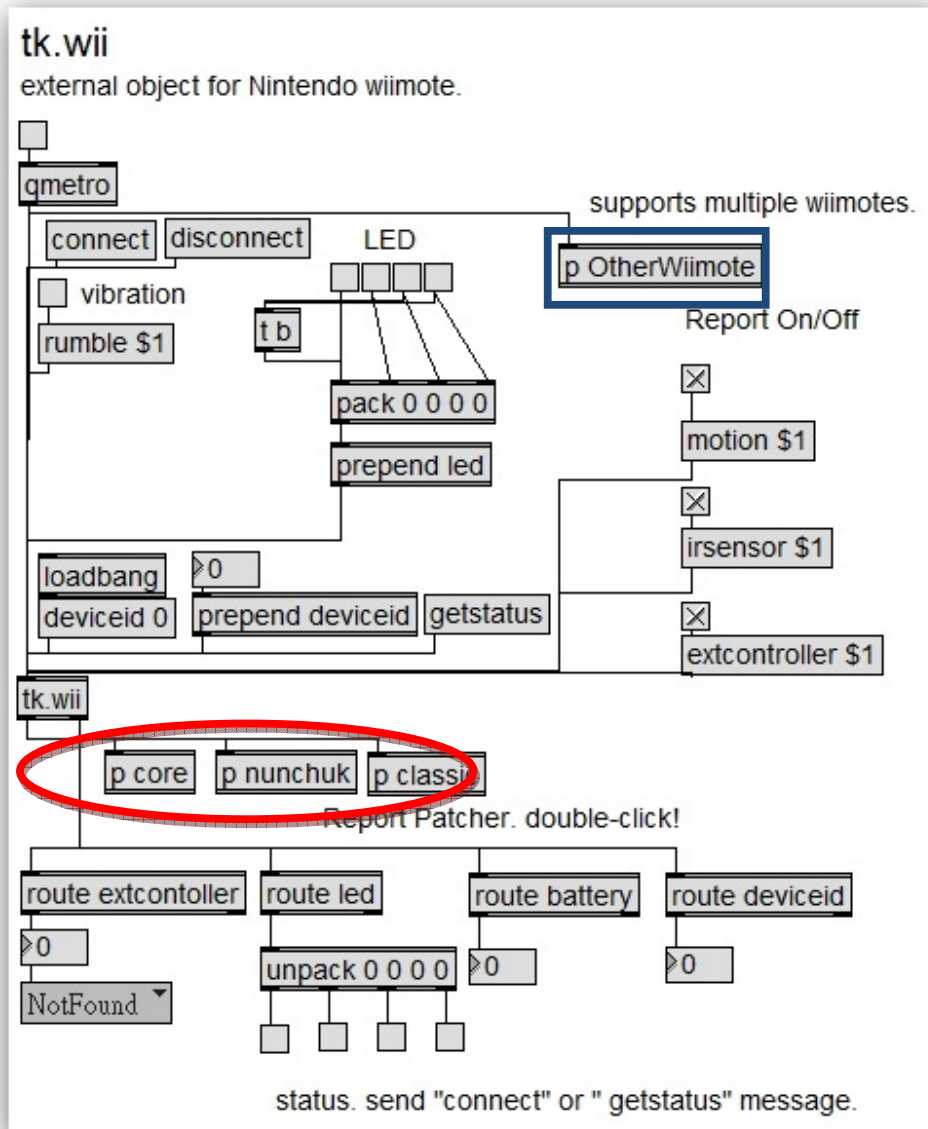 tk.wii
external object for Nintendo wiimote.
qmetro
supports multiple wiimotes.
connect
disconnect
LED
p OtherWiimote
vibration
Report On/Off
rumble $1
t b
pack 0 0 0 0
motion $1
prepend led
irsensor $1
loadbang
0
deviceid 0
prepend deviceid
getstatus
extcontroller $1
tk.wii
p core
p nunchuk
p classic
Report Patcher. double-click!
route extcontoller
route led
route battery
route deviceid
0
unpack 0 0 0 0
0
0
NotFound
status. send "connect" or " getstatus" message.